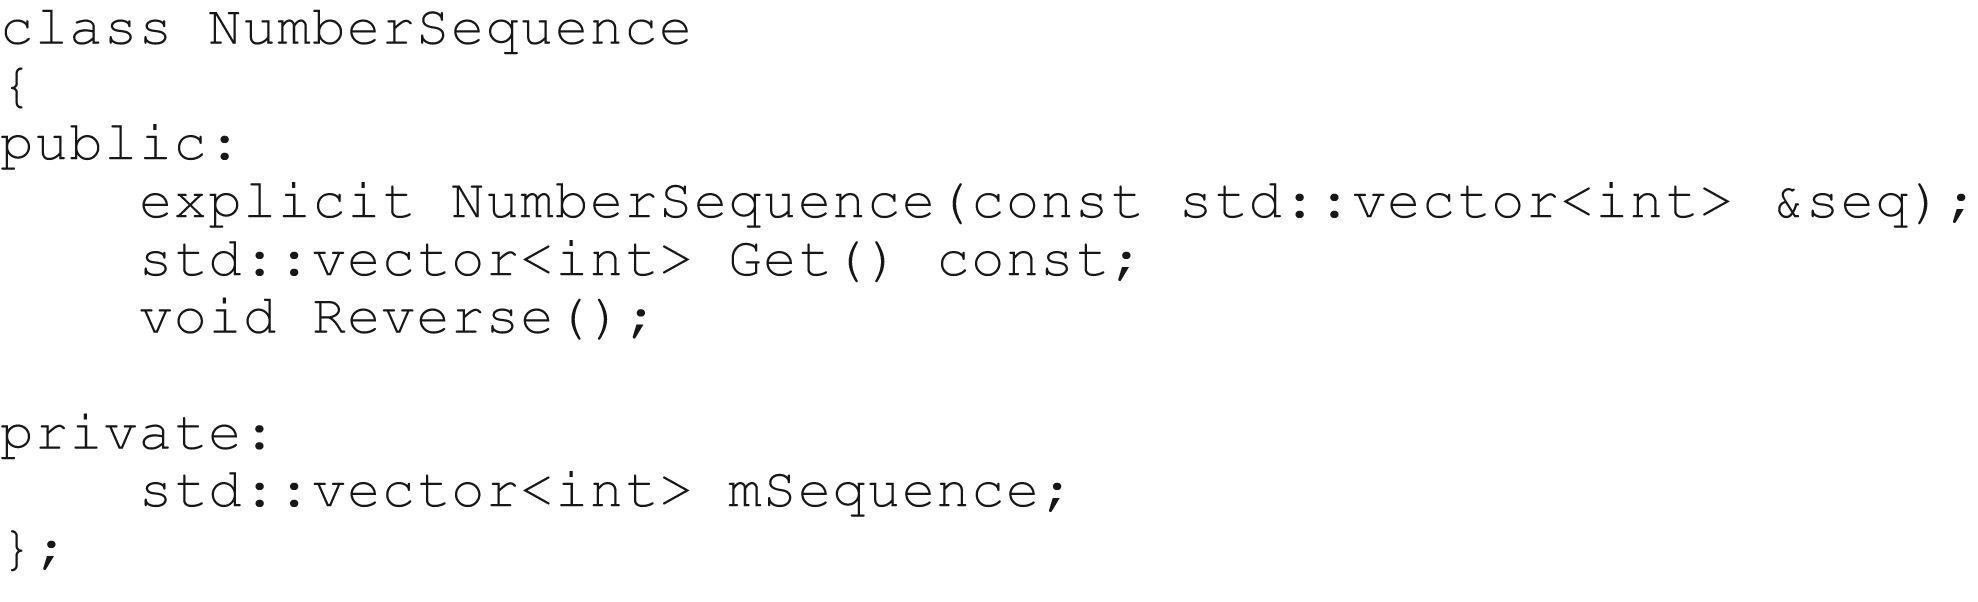 class NumberSequence
{
public:
    explicit NumberSequence(const std::vector<int> &seq);
    std::vector<int> Get() const;
    void Reverse();

private:
    std::vector<int> mSequence;
};